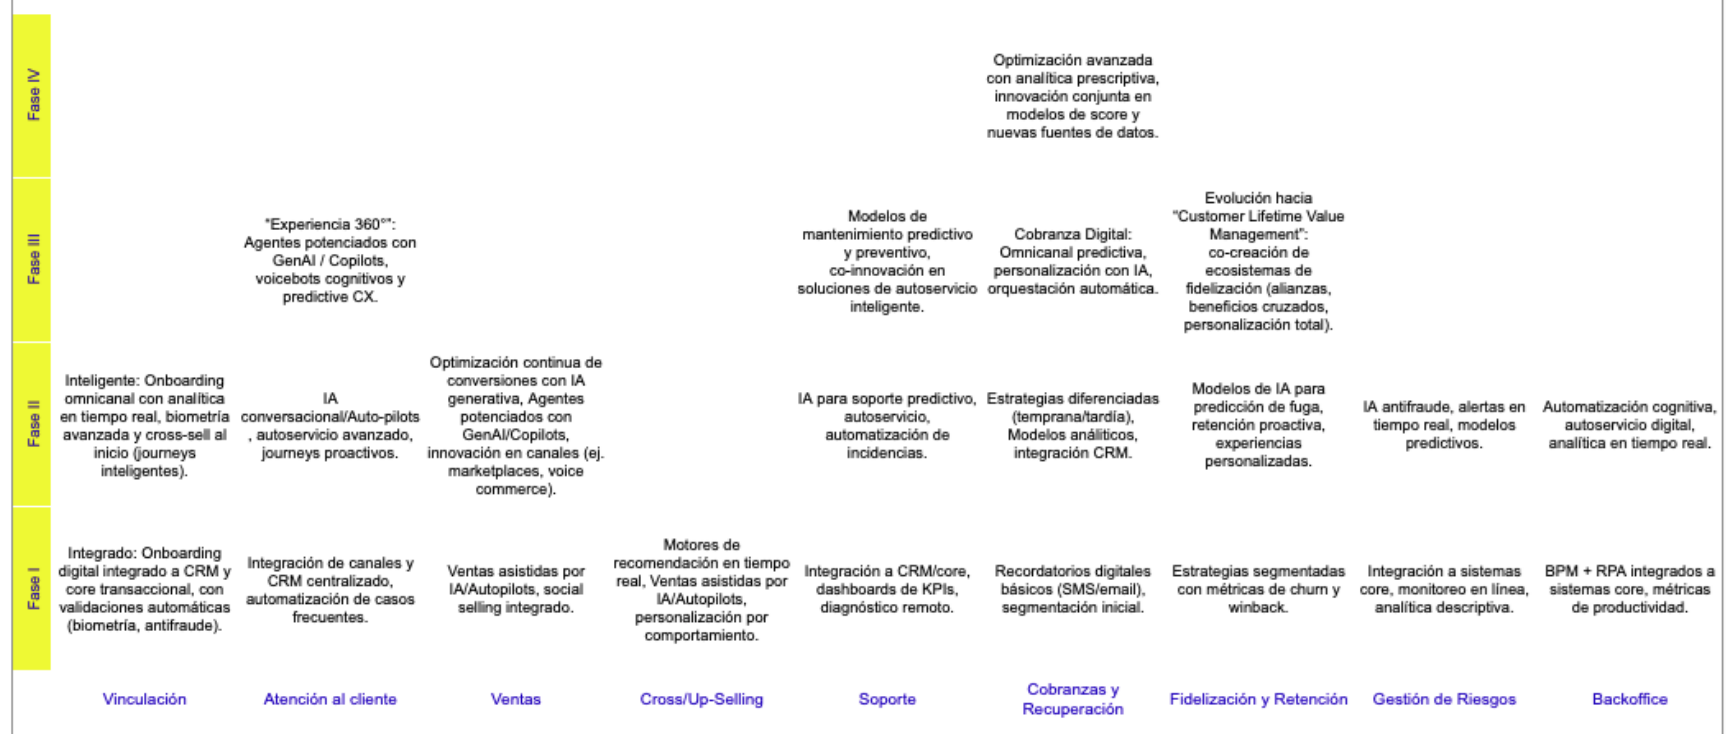 Fase IV
Optimización avanzada
con analítica prescriptiva,
innovación conjunta en
modelos de score y
nuevas fuentes de datos.
Fase III
"Experiencia 360°":
Agentes potenciados con
GenAI / Copilots,
voicebots cognitivos y
predictive CX.
Modelos de
mantenimiento predictivo
y preventivo,
co-innovación en
soluciones de autoservicio
inteligente.
Cobranza Digital:
Omnicanal predictiva,
personalización con IA,
orquestación automática.
Evolución hacia
"Customer Lifetime Value
Management":
co-creación de
ecosistemas de
fidelización (alianzas,
beneficios cruzados,
personalización total).
Fase II
Inteligente: Onboarding
omnicanal con analítica
en tiempo real, biometría
avanzada y cross-sell al
inicio (journeys
inteligentes).
IA
conversacional/Auto-pilots
, autoservicio avanzado,
journeys proactivos.
Optimización continua de
conversiones con IA
generativa, Agentes
potenciados con
GenAI/Copilots,
innovación en canales (ej.
marketplaces, voice
commerce).
IA para soporte predictivo,
autoservicio,
automatización de
incidencias.
Estrategias diferenciadas
(temprana/tardía),
Modelos análiticos,
integración CRM.
Modelos de IA para
predicción de fuga,
retención proactiva,
experiencias
personalizadas.
IA antifraude, alertas en
tiempo real, modelos
predictivos.
Automatización cognitiva,
autoservicio digital,
analítica en tiempo real.
Fase I
Integrado: Onboarding
digital integrado a CRM y
core transaccional, con
validaciones automáticas
(biometría, antifraude).
Integración de canales y
CRM centralizado,
automatización de casos
frecuentes.
Ventas asistidas por
IA/Autopilots, social
selling integrado.
Motores de
recomendación en tiempo
real, Ventas asistidas por
IA/Autopilots,
personalización por
comportamiento.
Integración a CRM/core,
dashboards de KPIs,
diagnóstico remoto.
Recordatorios digitales
básicos (SMS/email),
segmentación inicial.
Estrategias segmentadas
con métricas de churn y
winback.
Integración a sistemas
core, monitoreo en línea,
analítica descriptiva.
BPM + RPA integrados a
sistemas core, métricas
de productividad.
Vinculación
Atención al cliente
Ventas
Cross/Up-Selling
Soporte
Cobranzas y
Recuperación
Fidelización y Retención
Gestión de Riesgos
Backoffice